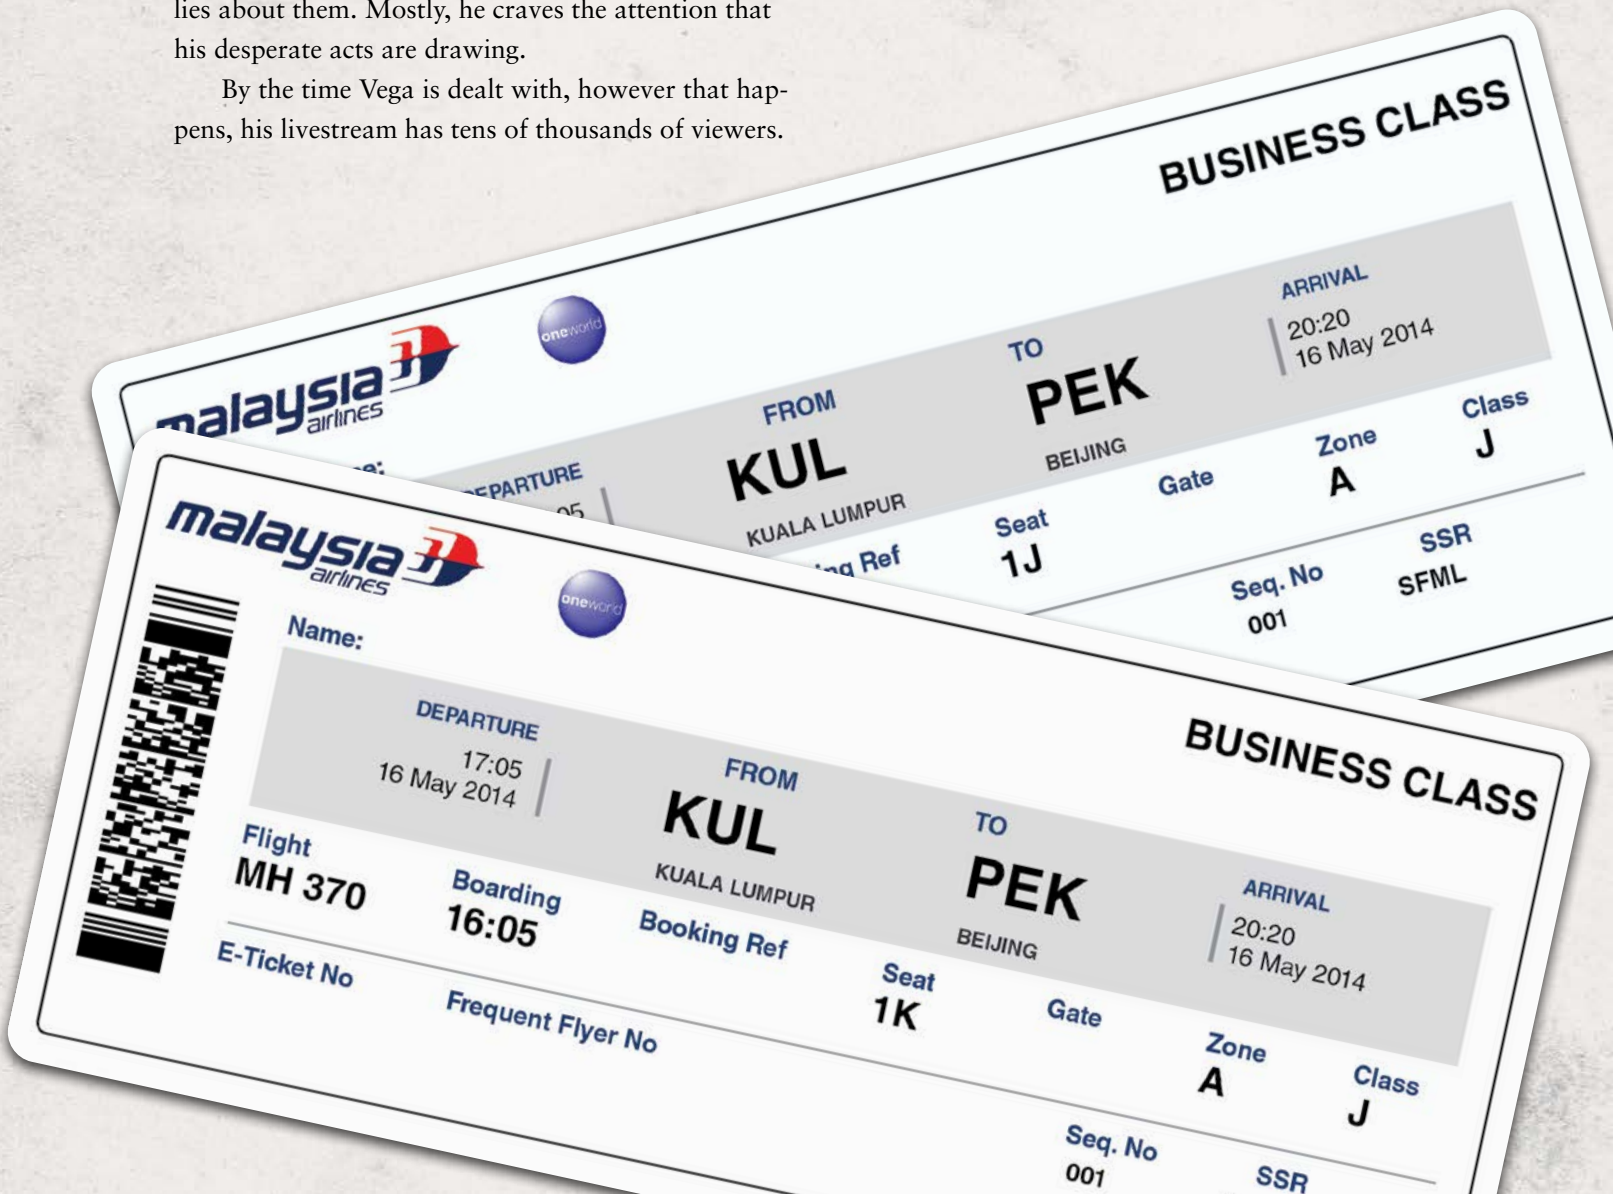 lies about them. Mostly, he craves the attention that
his desperate acts are drawing.
By the time Vega is dealt with, however that hap-
pens, his livestream has tens of thousands of viewers.
BUSINESS CLASS
malaysia
airlines
oneworld
DEPARTURE
FROM
KUL
KUALA LUMPUR
TO
PEK
BEIJING
ARRIVAL
20:20
16 May 2014
Ref
Seat
1J
Gate
Zone
A
Class
J
Seq. No
001
SSR
SFML
malaysia
airlines
oneworld
Name:
BUSINESS CLASS
DEPARTURE
17:05
16 May 2014
FROM
KUL
KUALA LUMPUR
TO
PEK
BEIJING
ARRIVAL
20:20
16 May 2014
Flight
MH 370
Boarding
16:05
Booking Ref
Seat
1K
Gate
Zone
A
Class
J
E-Ticket No
Frequent Flyer No
Seq. No
001
SSR